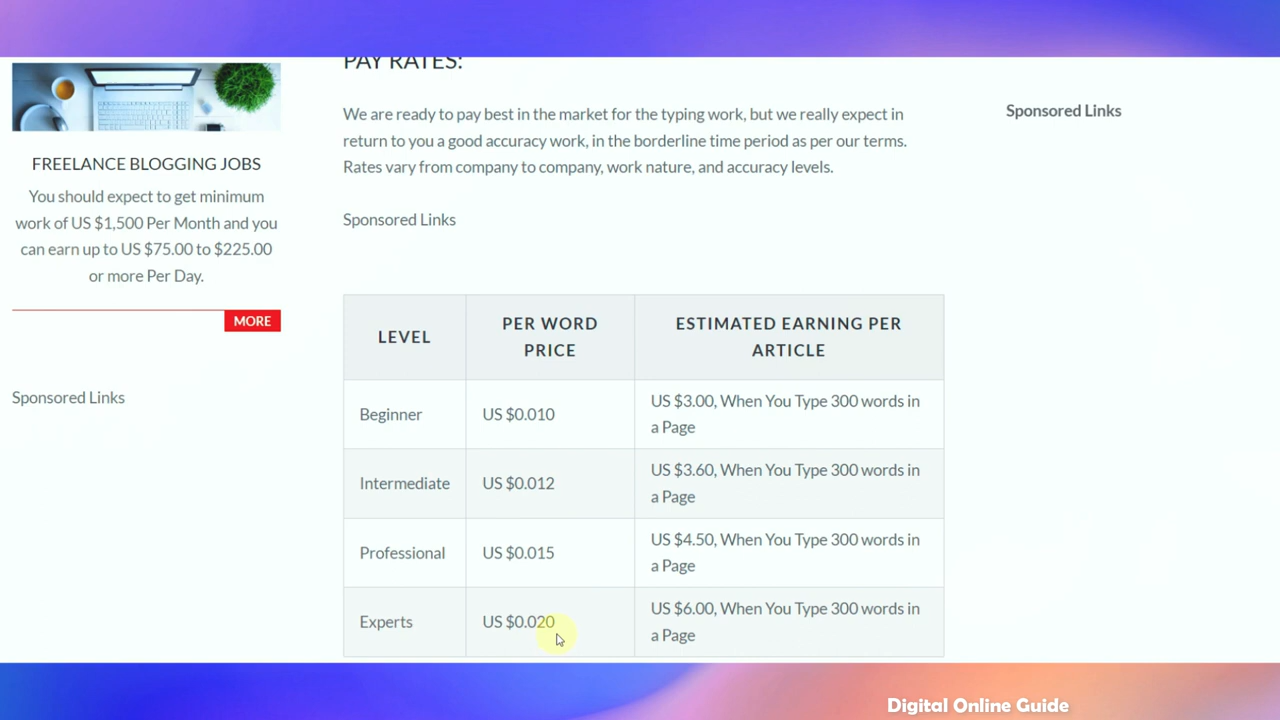 PAY RATES:
We are ready to pay best in the market for the typing work, but we really expect in
return to you a good accuracy work, in the borderline time period as per our terms.
Rates vary from company to company, work nature, and accuracy levels.
Sponsored Links
FREELANCE BLOGGING JOBS
You should expect to get minimum
work of US $1,500 Per Month and you
can earn up to US $75.00 to $225.00
or more Per Day.
MORE
Sponsored Links
Sponsored Links
LEVEL
PER WORD
PRICE
ESTIMATED EARNING PER
ARTICLE
Beginner
US $0.010
US $3.00, When You Type 300 words in
a Page
Intermediate
US $0.012
US $3.60, When You Type 300 words in
a Page
Professional
US $0.015
US $4.50, When You Type 300 words in
a Page
Experts
US $0.020
US $6.00, When You Type 300 words in
a Page
Digital Online Guide